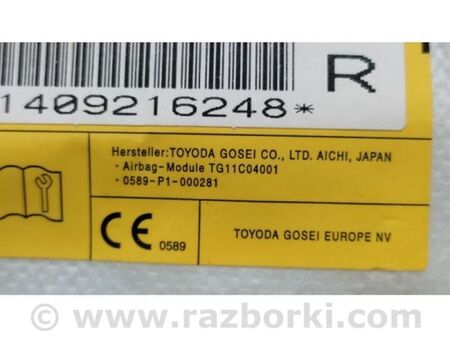 R
1409216248*
Hersteller:TOYODA GOSEI CO., LTD. AICHI, JAPAN
- Airbag-Module TG11C04001
- 0589-P1-000281
CE 0589
TOYODA GOSEI EUROPE NV
© www.razborki.com